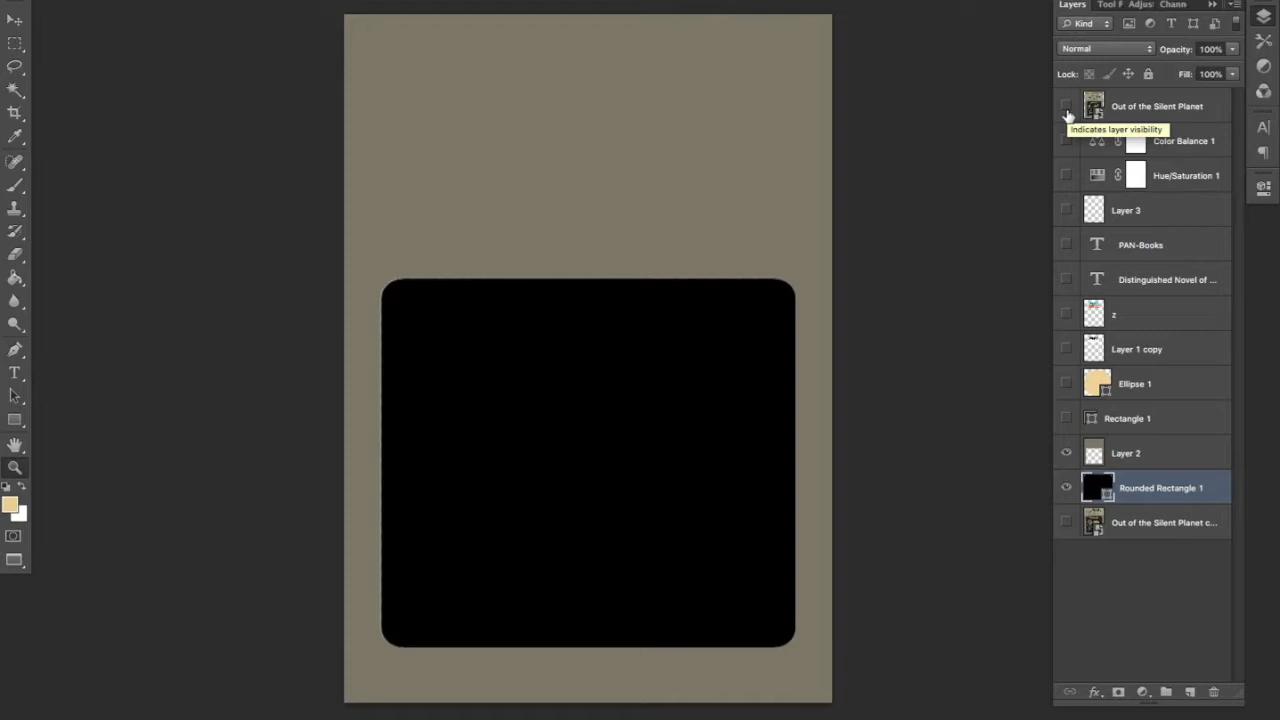 Layers Tool F Adjus Chann
Kind
Normal Opacity: 100%
Lock: Fill: 100%
Out of the Silent Planet
Indicates layer visibility
Color Balance 1
Hue/Saturation 1
Layer 3
T PAN-Books
T Distinguished Novel of ...
z
Layer 1 copy
Ellipse 1
Rectangle 1
Layer 2
Rounded Rectangle 1
Out of the Silent Planet c...
fx